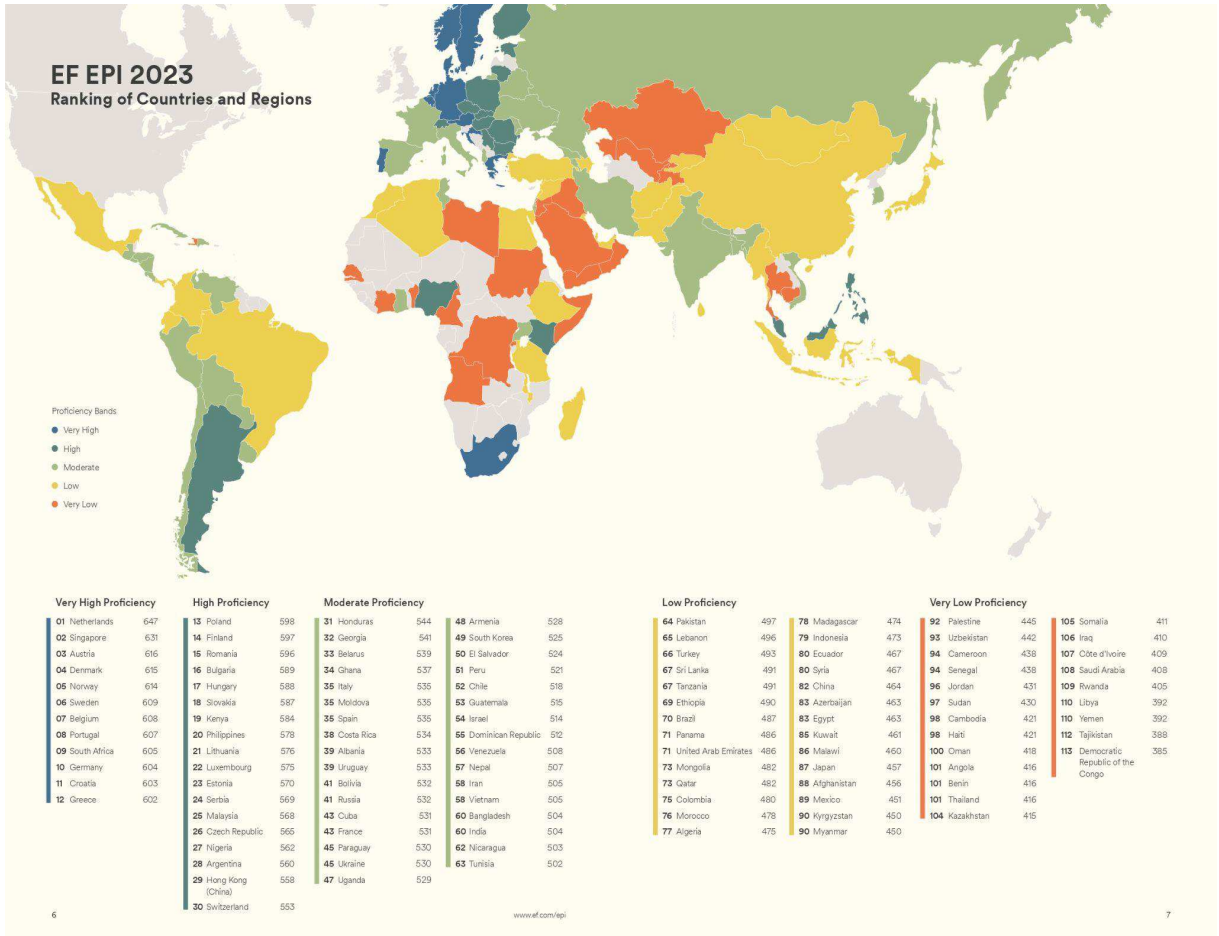 EF EPI 2023
Ranking of Countries and Regions
Proficiency Bands
Very High
High
Moderate
Low
Very Low
Very High Proficiency
01 Netherlands 647
02 Singapore 631
03 Austria 616
04 Denmark 615
05 Norway 614
06 Sweden 609
07 Belgium 608
08 Portugal 607
09 South Africa 605
10 Germany 604
11 Croatia 603
12 Greece 602
High Proficiency
13 Poland 598
14 Finland 597
15 Romania 596
16 Bulgaria 589
17 Hungary 588
18 Slovakia 587
19 Kenya 584
20 Philippines 578
21 Lithuania 576
22 Luxembourg 575
23 Estonia 570
24 Serbia 569
25 Malaysia 568
26 Czech Republic 565
27 Nigeria 562
28 Argentina 560
29 Hong Kong 558
(China)
30 Switzerland 553
Moderate Proficiency
31 Honduras 544
32 Georgia 541
33 Belarus 539
34 Ghana 537
35 Italy 535
35 Moldova 535
35 Spain 535
38 Costa Rica 534
39 Albania 533
39 Uruguay 533
41 Bolivia 532
41 Russia 532
43 Cuba 531
43 France 531
45 Paraguay 530
45 Ukraine 530
47 Uganda 529
48 Armenia 528
49 South Korea 525
50 El Salvador 524
51 Peru 521
52 Chile 518
53 Guatemala 515
54 Israel 514
55 Dominican Republic 512
56 Venezuela 508
57 Nepal 507
58 Iran 505
58 Vietnam 505
60 Bangladesh 504
60 India 504
62 Nicaragua 503
63 Tunisia 502
Low Proficiency
64 Pakistan 497
65 Lebanon 496
66 Turkey 493
67 Sri Lanka 491
67 Tanzania 491
69 Ethiopia 490
70 Brazil 487
71 Panama 486
71 United Arab Emirates 486
73 Mongolia 482
73 Qatar 482
75 Colombia 480
76 Morocco 478
77 Algeria 475
78 Madagascar 474
79 Indonesia 473
80 Ecuador 467
80 Syria 467
82 China 464
83 Azerbaijan 463
83 Egypt 463
85 Kuwait 461
86 Malawi 460
87 Japan 457
88 Afghanistan 456
89 Mexico 451
90 Kyrgyzstan 450
90 Myanmar 450
Very Low Proficiency
92 Palestine 445
93 Uzbekistan 442
94 Cameroon 438
94 Senegal 438
96 Jordan 431
97 Sudan 430
98 Cambodia 421
98 Haiti 421
100 Oman 418
101 Angola 416
101 Benin 416
101 Thailand 416
104 Kazakhstan 415
105 Somalia 411
106 Iraq 410
107 Côte d'Ivoire 409
108 Saudi Arabia 408
109 Rwanda 405
110 Libya 392
110 Yemen 392
112 Tajikistan 388
113 Democratic 385
Republic of the
Congo
6
www.ef.com/epi
7